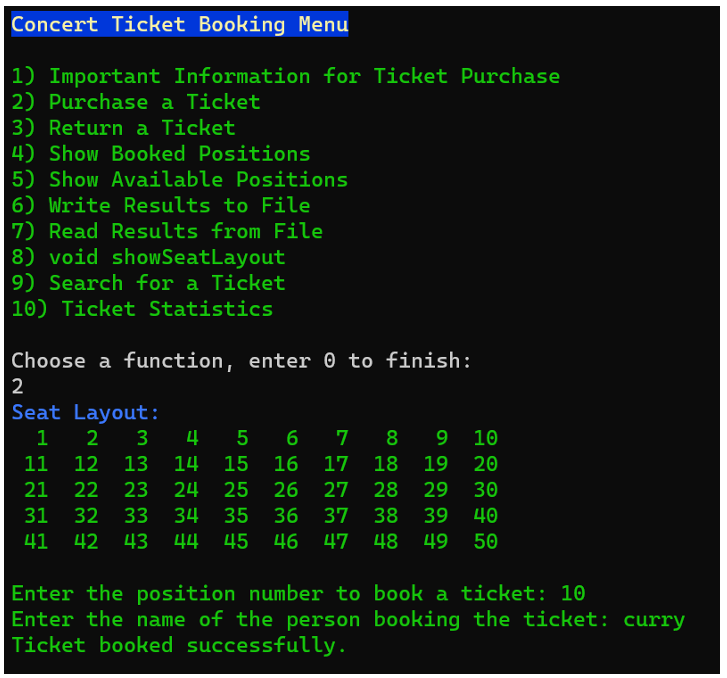 Concert Ticket Booking Menu
1) Important Information for Ticket Purchase
2) Purchase a Ticket
3) Return a Ticket
4) Show Booked Positions
5) Show Available Positions
6) Write Results to File
7) Read Results from File
8) void showSeatLayout
9) Search for a Ticket
10) Ticket Statistics
Choose a function, enter 0 to finish:
2
Seat Layout:
1 2 3 4 5 6 7 8 9 10
11 12 13 14 15 16 17 18 19 20
21 22 23 24 25 26 27 28 29 30
31 32 33 34 35 36 37 38 39 40
41 42 43 44 45 46 47 48 49 50
Enter the position number to book a ticket: 10
Enter the name of the person booking the ticket: curry
Ticket booked successfully.